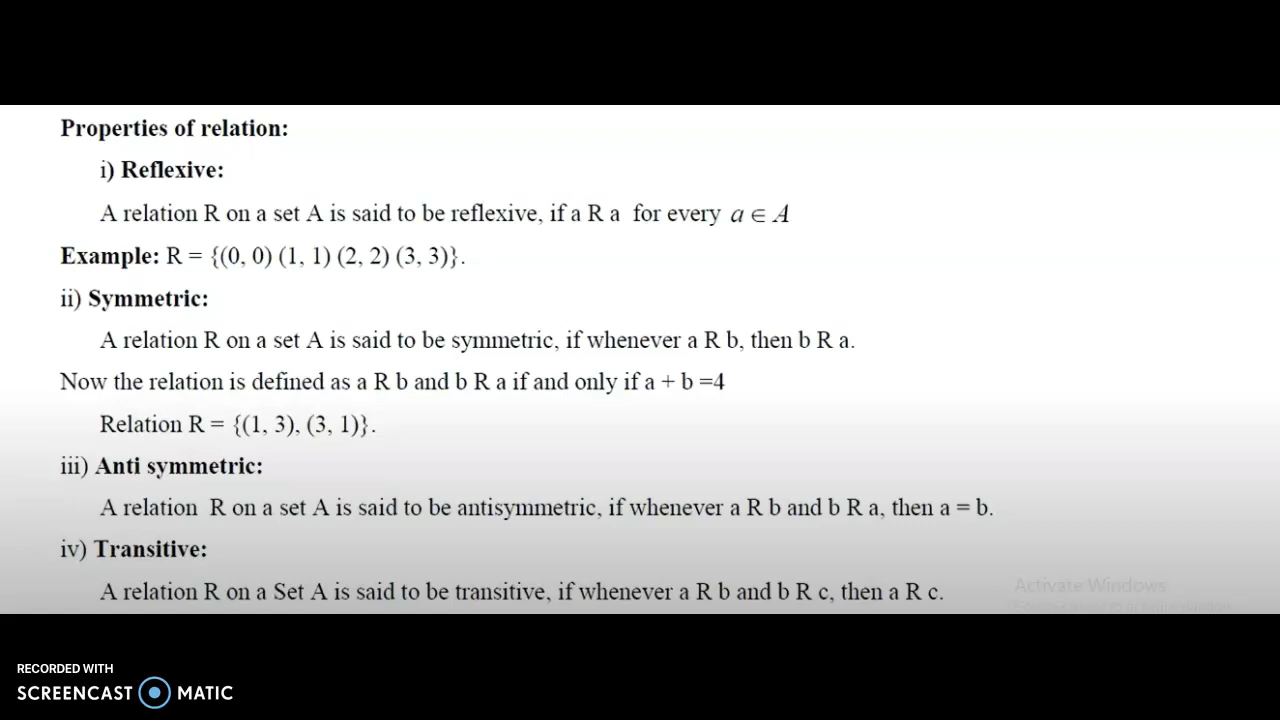 Properties of relation:
i) Reflexive:
A relation R on a set A is said to be reflexive, if a R a for every a ∈ A
Example: R = {(0, 0) (1, 1) (2, 2) (3, 3)}.
ii) Symmetric:
A relation R on a set A is said to be symmetric, if whenever a R b, then b R a.
Now the relation is defined as a R b and b R a if and only if a + b =4
Relation R = {(1, 3), (3, 1)}.
iii) Anti symmetric:
A relation R on a set A is said to be antisymmetric, if whenever a R b and b R a, then a = b.
iv) Transitive:
A relation R on a Set A is said to be transitive, if whenever a R b and b R c, then a R c.
Activate Windows
RECORDED WITH
SCREENCAST MATIC